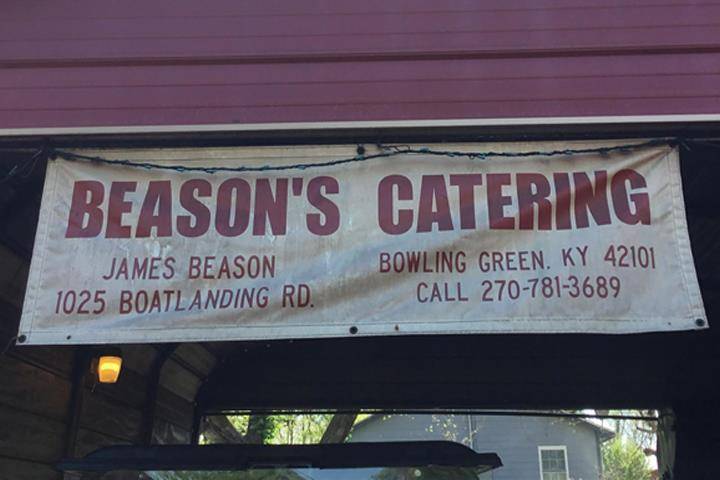 BEASON'S CATERING
JAMES BEASON
1025 BOATLANDING RD.
BOWLING GREEN, KY 42101
CALL 270-781-3689